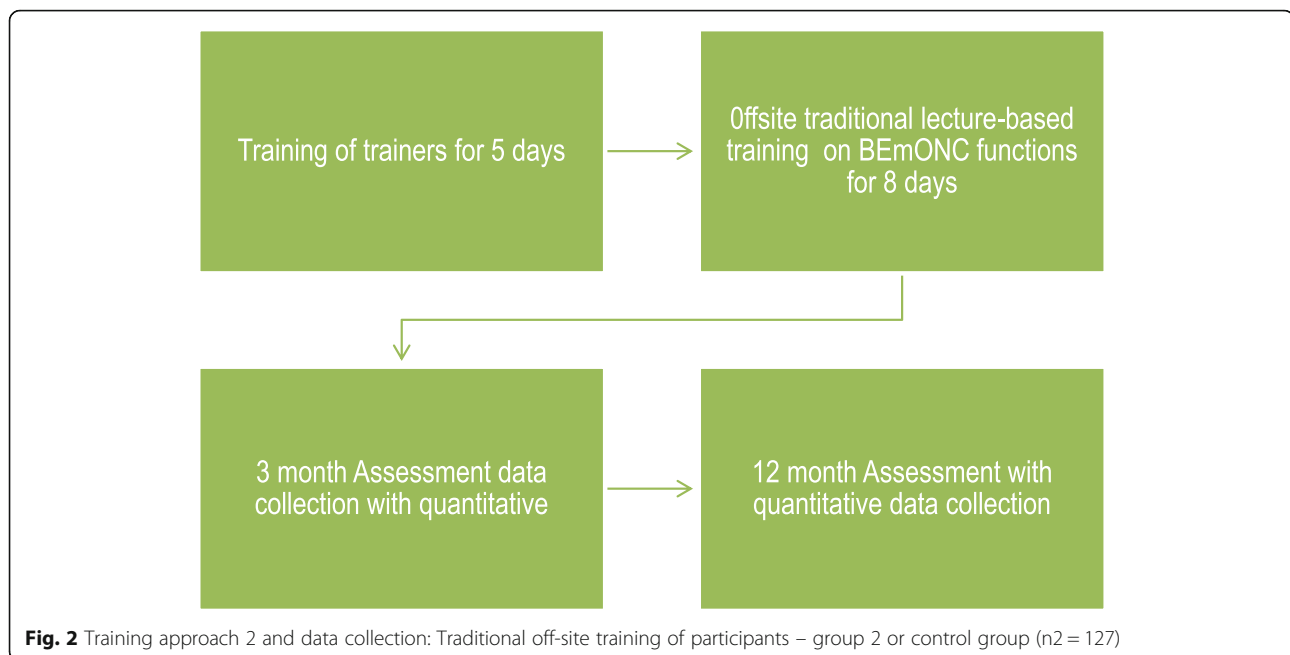 Training of trainers for 5 days
0ffsite traditional lecture-based
training on BEmONC functions
for 8 days
3 month Assessment data
collection with quantitative
12 month Assessment with
quantitative data collection
Fig. 2 Training approach 2 and data collection: Traditional off-site training of participants – group 2 or control group (n2 = 127)